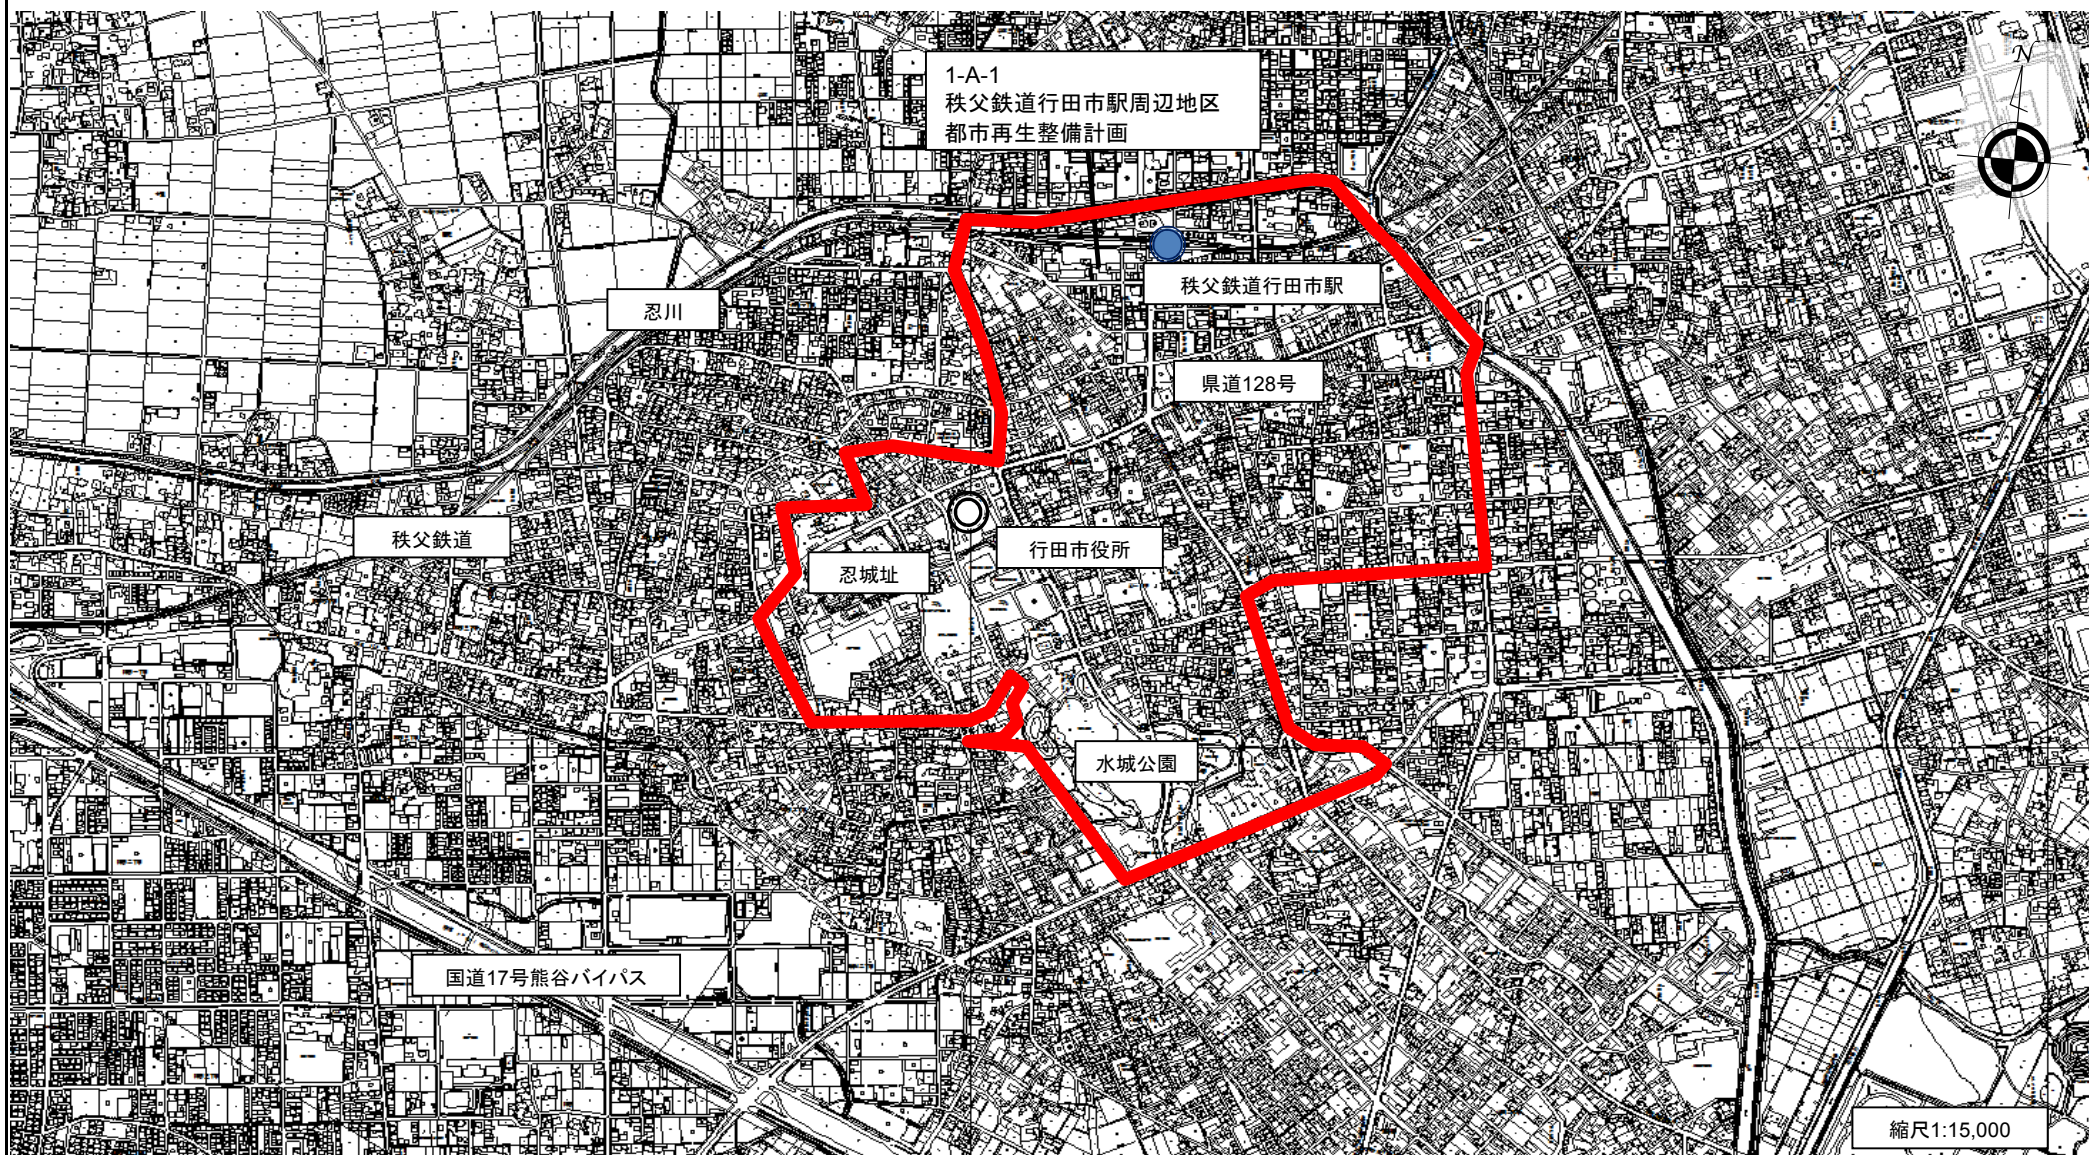 1-A-1
秩父鉄道行田市駅周辺地区
都市再生整備計画
N
秩父鉄道行田市駅
忍川
県道128号
秩父鉄道
行田市役所
忍城址
水城公園
国道17号熊谷バイパス
縮尺1:15,000